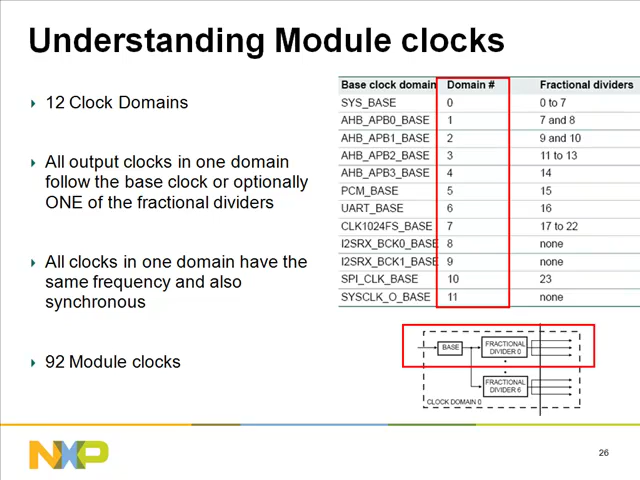 Understanding Module clocks
12 Clock Domains
All output clocks in one domain
follow the base clock or optionally
ONE of the fractional dividers
All clocks in one domain have the
same frequency and also
synchronous
92 Module clocks
Base clock domain Domain # Fractional dividers
SYS_BASE 0 0 to 7
AHB_APB0_BASE 1 7 and 8
AHB_APB1_BASE 2 9 and 10
AHB_APB2_BASE 3 11 to 13
AHB_APB3_BASE 4 14
PCM_BASE 5 15
UART_BASE 6 16
CLK1024FS_BASE 7 17 to 22
I2SRX_BCK0_BASE 8 none
I2SRX_BCK1_BASE 9 none
SPI_CLK_BASE 10 23
SYSCLK_O_BASE 11 none
BASE
FRACTIONAL
DIVIDER 0
FRACTIONAL
DIVIDER 6
CLOCK DOMAIN 0
NXP
26